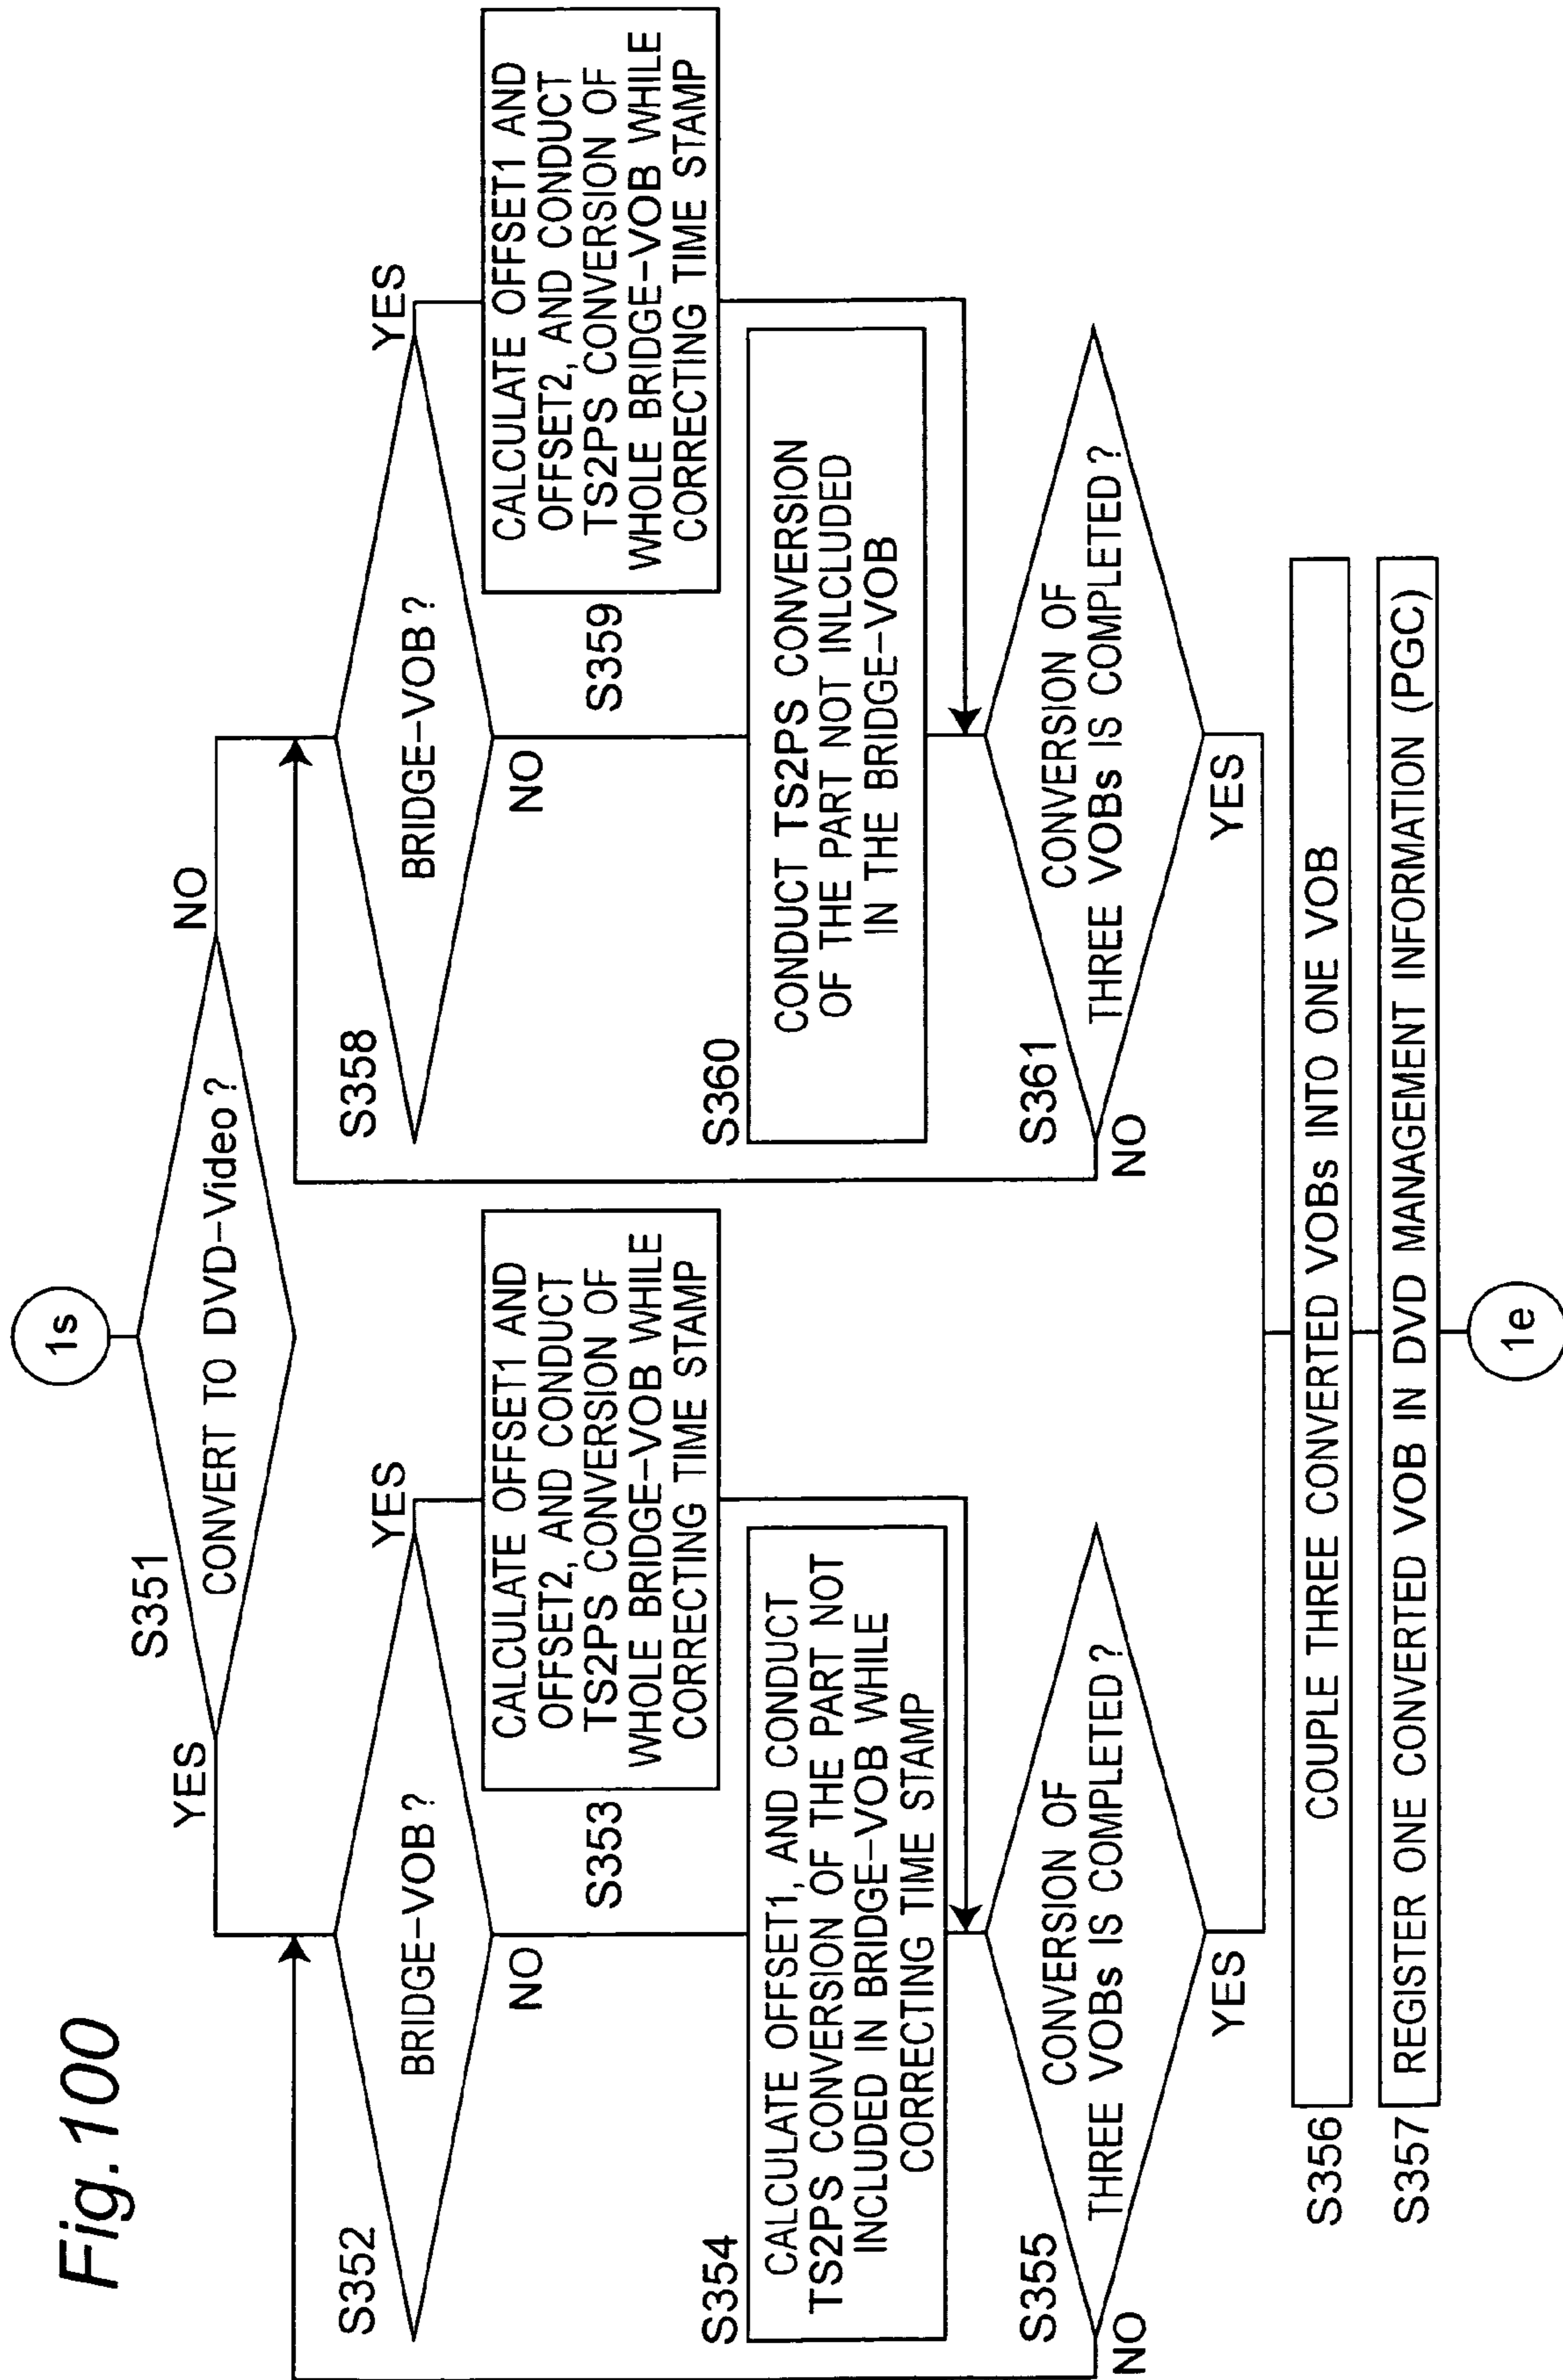 Fig.100
1s
S351
CONVERT TO DVD-Video?
YES
NO
S352
BRIDGE-VOB?
YES
NO
S353
CALCULATE OFFSET1 AND
OFFSET2, AND CONDUCT
TS2PS CONVERSION OF
WHOLE BRIDGE-VOB WHILE
CORRECTING TIME STAMP
S354
CALCULATE OFFSET1, AND CONDUCT
TS2PS CONVERSION OF THE PART NOT
INCLUDED IN BRIDGE-VOB WHILE
CORRECTING TIME STAMP
S355
CONVERSION OF
THREE VOBs IS COMPLETED?
NO
YES
S358
BRIDGE-VOB?
YES
NO
S359
CALCULATE OFFSET1 AND
OFFSET2, AND CONDUCT
TS2PS CONVERSION OF
WHOLE BRIDGE-VOB WHILE
CORRECTING TIME STAMP
S360
CONDUCT TS2PS CONVERSION
OF THE PART NOT INLCLUDED
IN THE BRIDGE-VOB
S361
CONVERSION OF
THREE VOBs IS COMPLETED?
NO
YES
S356
COUPLE THREE CONVERTED VOBs INTO ONE VOB
S357
REGISTER ONE CONVERTED VOB IN DVD MANAGEMENT INFORMATION (PGC)
1e